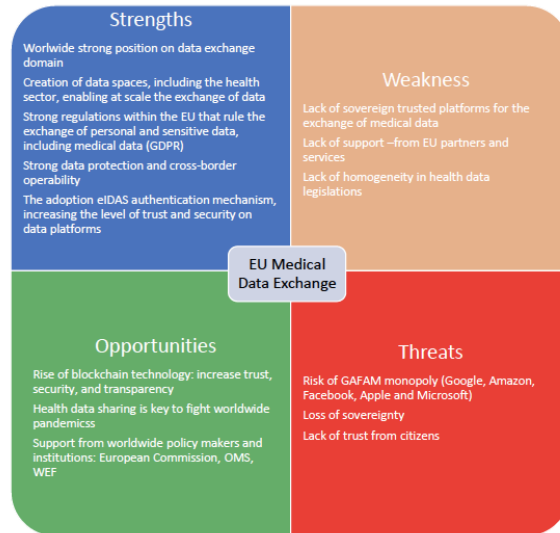 Strengths
Worlwide strong position on data exchange
domain
Creation of data spaces, including the health
sector, enabling at scale the exchange of data
Strong regulations within the EU that rule the
exchange of personal and sensitive data,
including medical data (GDPR)
Strong data protection and cross-border
operability
The adoption eIDAS authentication mechanism,
increasing the level of trust and security on
data platforms
Weakness
Lack of sovereign trusted platforms for the
exchange of medical data
Lack of support –from EU partners and
services
Lack of homogeneity in health data
legislations
EU Medical
Data Exchange
Opportunities
Rise of blockchain technology: increase trust,
security, and transparency
Health data sharing is key to fight worldwide
pandemicss
Support from worldwide policy makers and
institutions: European Commission, OMS,
WEF
Threats
Risk of GAFAM monopoly (Google, Amazon,
Facebook, Apple and Microsoft)
Loss of sovereignty
Lack of trust from citizens